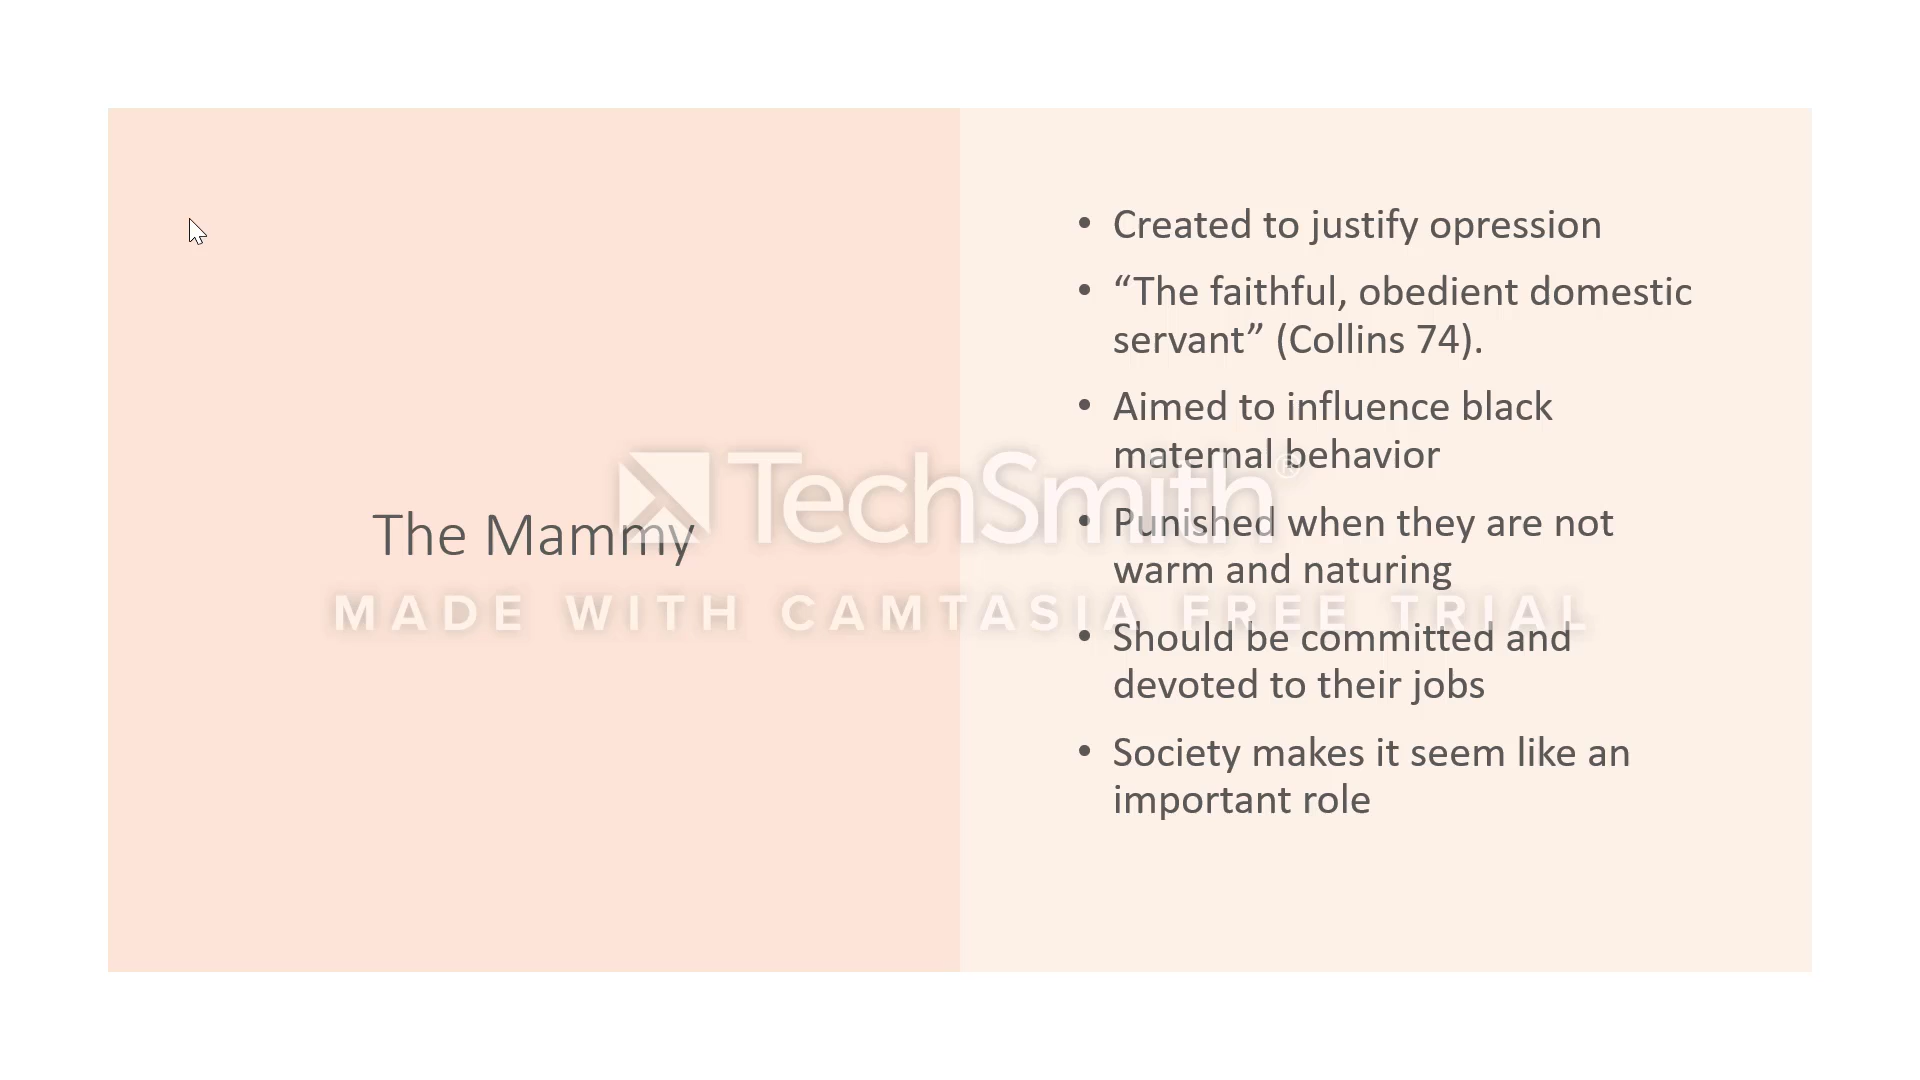 The Mammy
• Created to justify opression
• “The faithful, obedient domestic
servant” (Collins 74).
• Aimed to influence black
maternal behavior
• Punished when they are not
warm and naturing
• Should be committed and
devoted to their jobs
• Society makes it seem like an
important role
TechSmith®
MADE WITH CAMTASIA FREE TRIAL